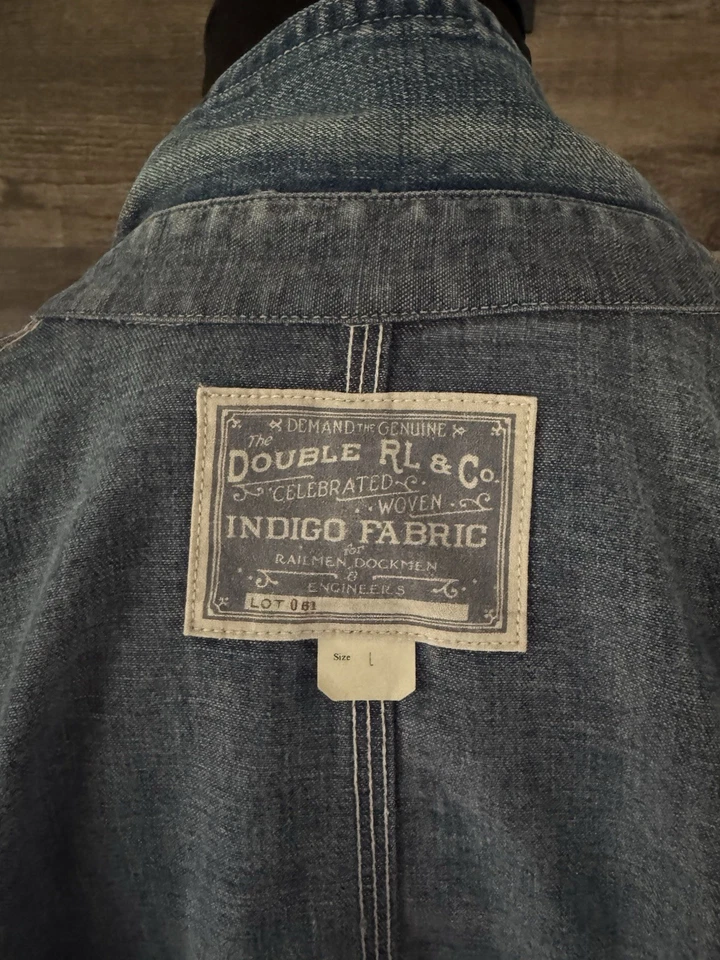 DEMAND THE GENUINE
The
DOUBLE RL & Co.
CELEBRATED
WOVEN
INDIGO FABRIC
for
RAILMEN, DOCKMEN
&
ENGINEERS
LOT 061
Size L